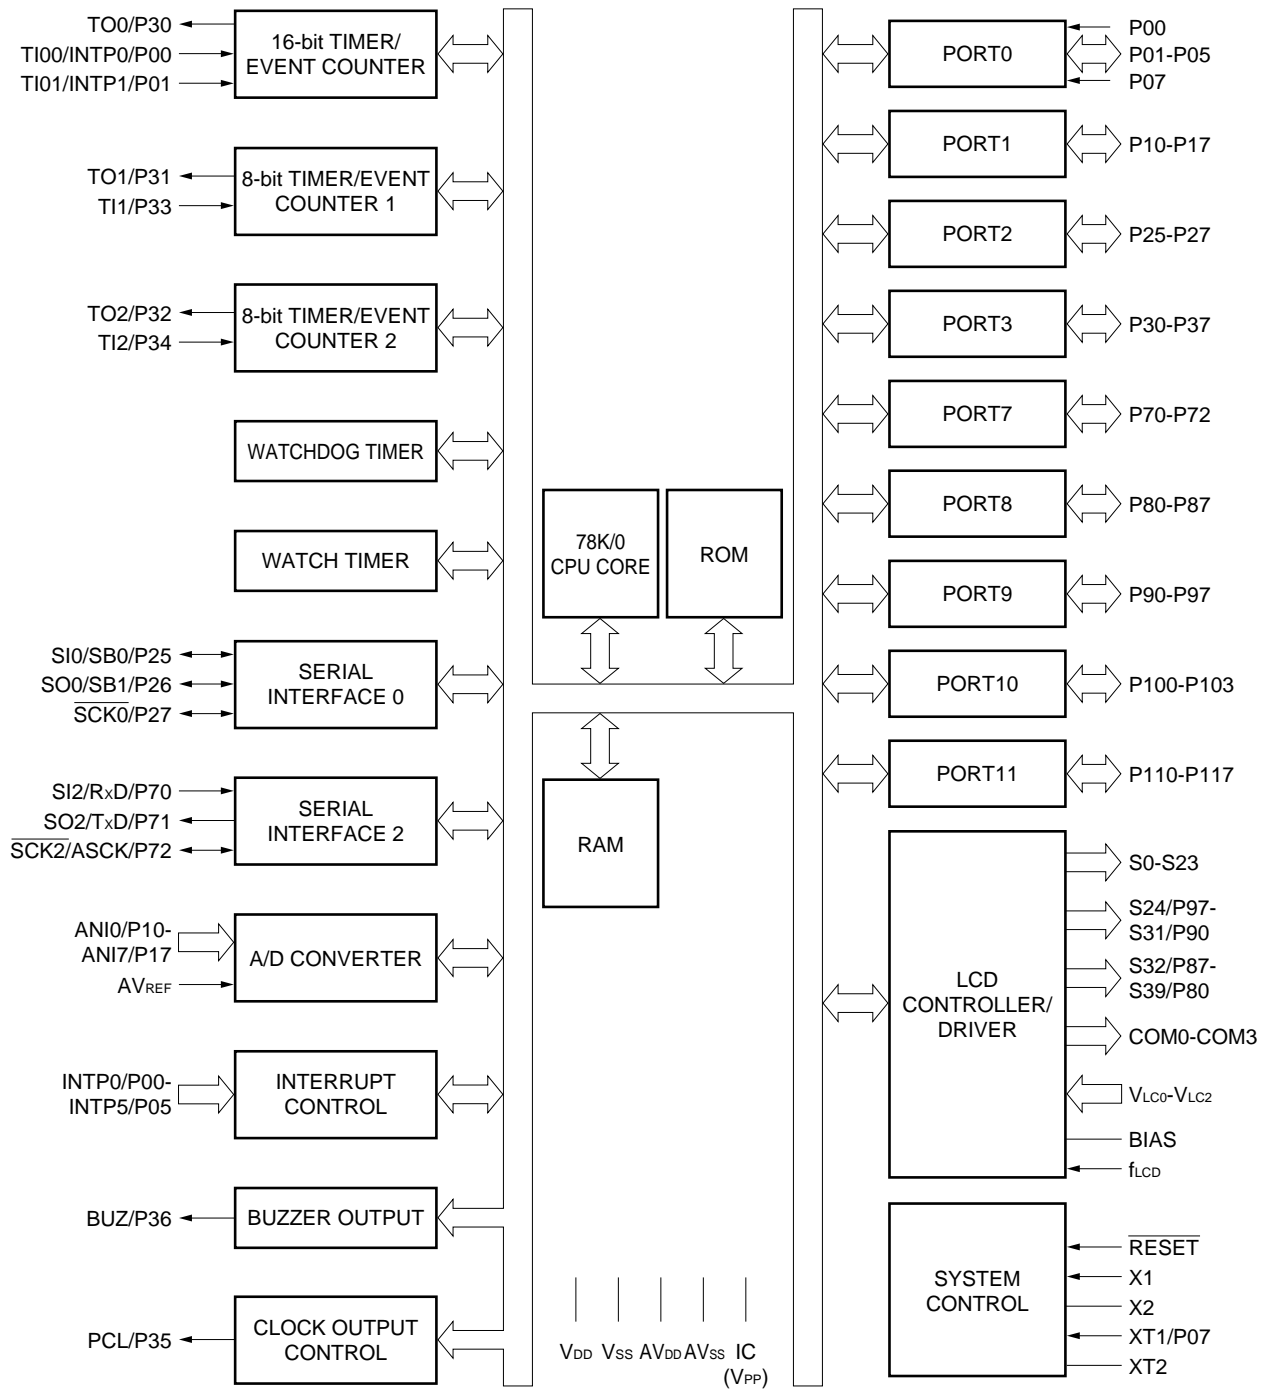 TO0/P30
TI00/INTP0/P00
TI01/INTP1/P01
16-bit TIMER/
EVENT COUNTER
TO1/P31
TI1/P33
8-bit TIMER/EVENT
COUNTER 1
TO2/P32
TI2/P34
8-bit TIMER/EVENT
COUNTER 2
WATCHDOG TIMER
WATCH TIMER
SI0/SB0/P25
SO0/SB1/P26
SCK0/P27
SERIAL
INTERFACE 0
SI2/RxD/P70
SO2/TxD/P71
SCK2/ASCK/P72
SERIAL
INTERFACE 2
ANI0/P10-
ANI7/P17
AVREF
A/D CONVERTER
INTP0/P00-
INTP5/P05
INTERRUPT
CONTROL
BUZ/P36
BUZZER OUTPUT
PCL/P35
CLOCK OUTPUT
CONTROL
78K/0
CPU CORE
ROM
RAM
VDD
VSS
AVDD
AVSS
IC
(VPP)
PORT0
P00
P01-P05
P07
PORT1
P10-P17
PORT2
P25-P27
PORT3
P30-P37
PORT7
P70-P72
PORT8
P80-P87
PORT9
P90-P97
PORT10
P100-P103
PORT11
P110-P117
LCD
CONTROLLER/
DRIVER
S0-S23
S24/P97-
S31/P90
S32/P87-
S39/P80
COM0-COM3
VLC0-VLC2
BIAS
fLCD
SYSTEM
CONTROL
RESET
X1
X2
XT1/P07
XT2